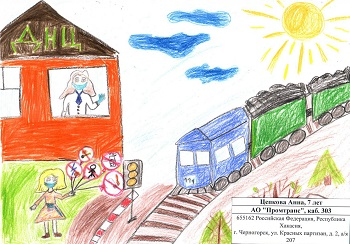 ДНЦ
Ценкова Анна, 7 лет
АО "Промтранс", каб. 303
655162 Российская Федерация, Республика
Хакасия,
г. Черногорск, ул. Красных партизан, д. 2, а/я
207